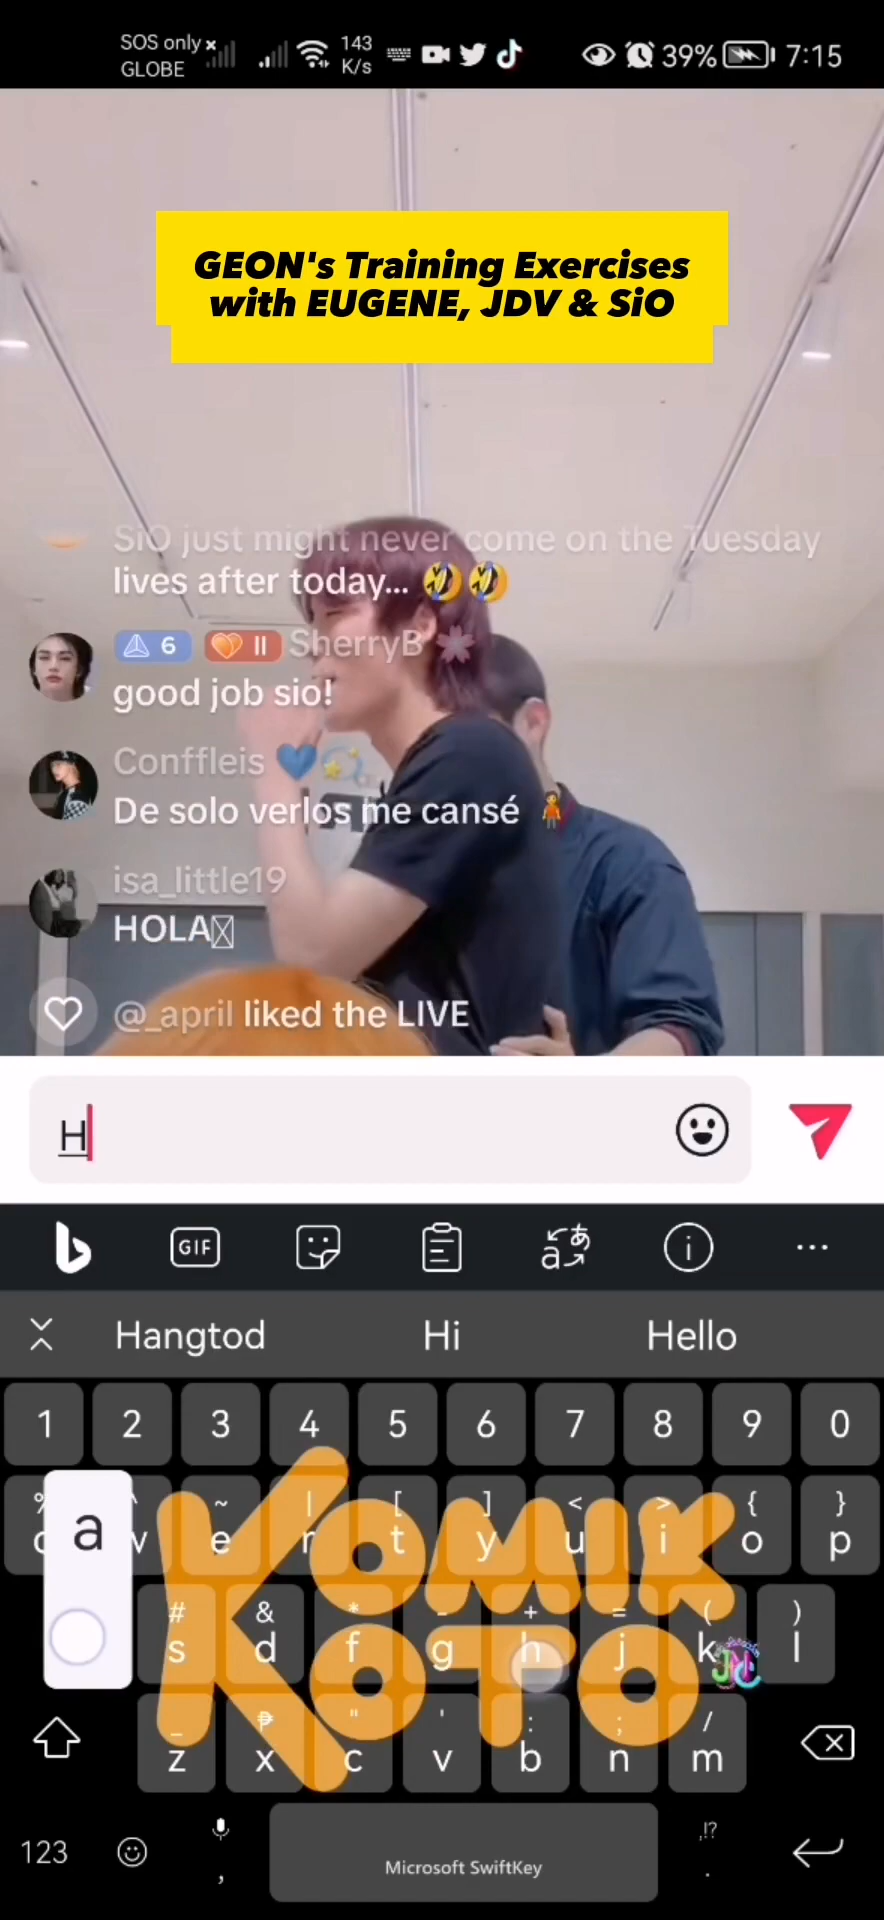 SOS only
GLOBE
143
K/s
39%
7:15
GEON's Training Exercises
with EUGENE, JDV & SiO
SiO just might never come on the Tuesday
lives after today... 🤣🤣
6 II SherryB🌸
good job sio!
Conffleis 💙💫
De solo verlos me cansé 🧍
isa_little19
HOLA
@_april liked the LIVE
H
GIF
aあ
Hangtod Hi Hello
1 2 3 4 5 6 7 8 9 0
% ^ ~ | [ ] < > { }
e r t y u i o p
a
# & * - + = ( )
s d f g h j k l
KOMIK
KOTO
_ ₱ " ' : ; /
z x c v b n m
123 , Microsoft SwiftKey ,!? .